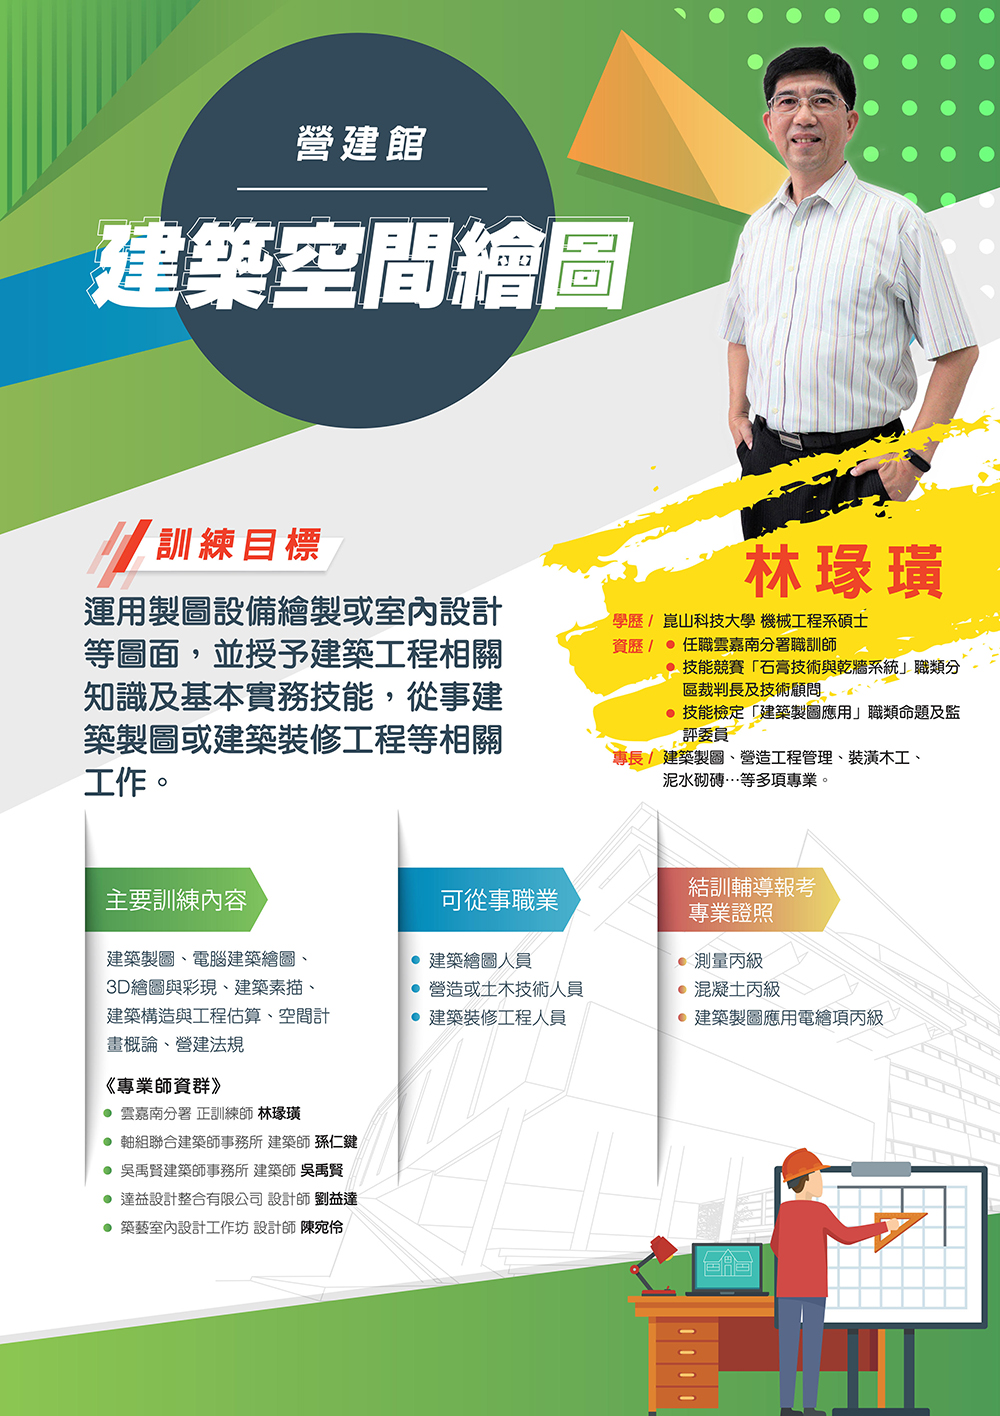 營建館
建築空間繪圖
訓練目標
運用製圖設備繪製或室內設計
等圖面，並授予建築工程相關
知識及基本實務技能，從事建
築製圖或建築裝修工程等相關
工作。
林瑑璜
學歷 / 崑山科技大學 機械工程系碩士
資歷 / ● 任職雲嘉南分署職訓師
● 技能競賽「石膏技術與乾牆系統」職類分
區裁判長及技術顧問
● 技能檢定「建築製圖應用」職類命題及監
評委員
專長 / 建築製圖、營造工程管理、裝潢木工、
泥水砌磚…等多項專業。
主要訓練內容
建築製圖、電腦建築繪圖、
3D繪圖與彩現、建築素描、
建築構造與工程估算、空間計
畫概論、營建法規
《專業師資群》
● 雲嘉南分署 正訓練師 林瑑璜
● 軸組聯合建築師事務所 建築師 孫仁鍵
● 吳禹賢建築師事務所 建築師 吳禹賢
● 達益設計整合有限公司 設計師 劉益達
● 築藝室內設計工作坊 設計師 陳宛伶
可從事職業
● 建築繪圖人員
● 營造或土木技術人員
● 建築裝修工程人員
結訓輔導報考
專業證照
● 測量丙級
● 混凝土丙級
● 建築製圖應用電繪項丙級